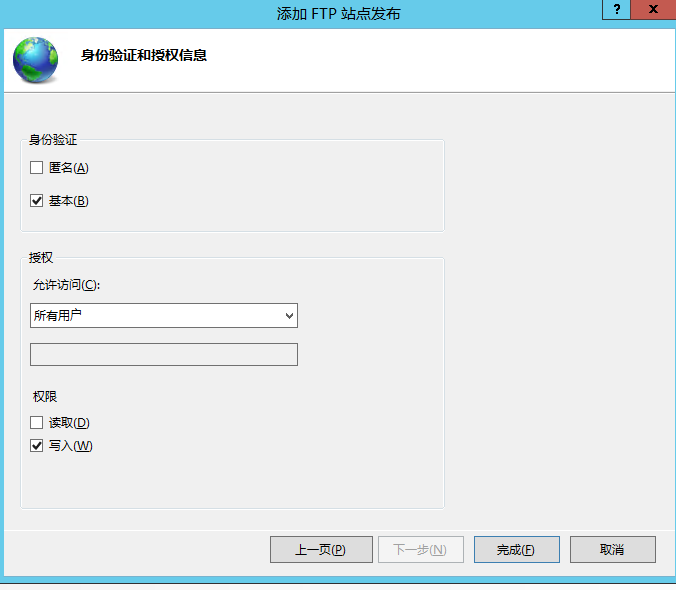 添加 FTP 站点发布
?
x
身份验证和授权信息
身份验证
匿名(A)
基本(B)
授权
允许访问(C):
所有用户
权限
读取(D)
写入(W)
上一页(P) 下一步(N) 完成(F) 取消